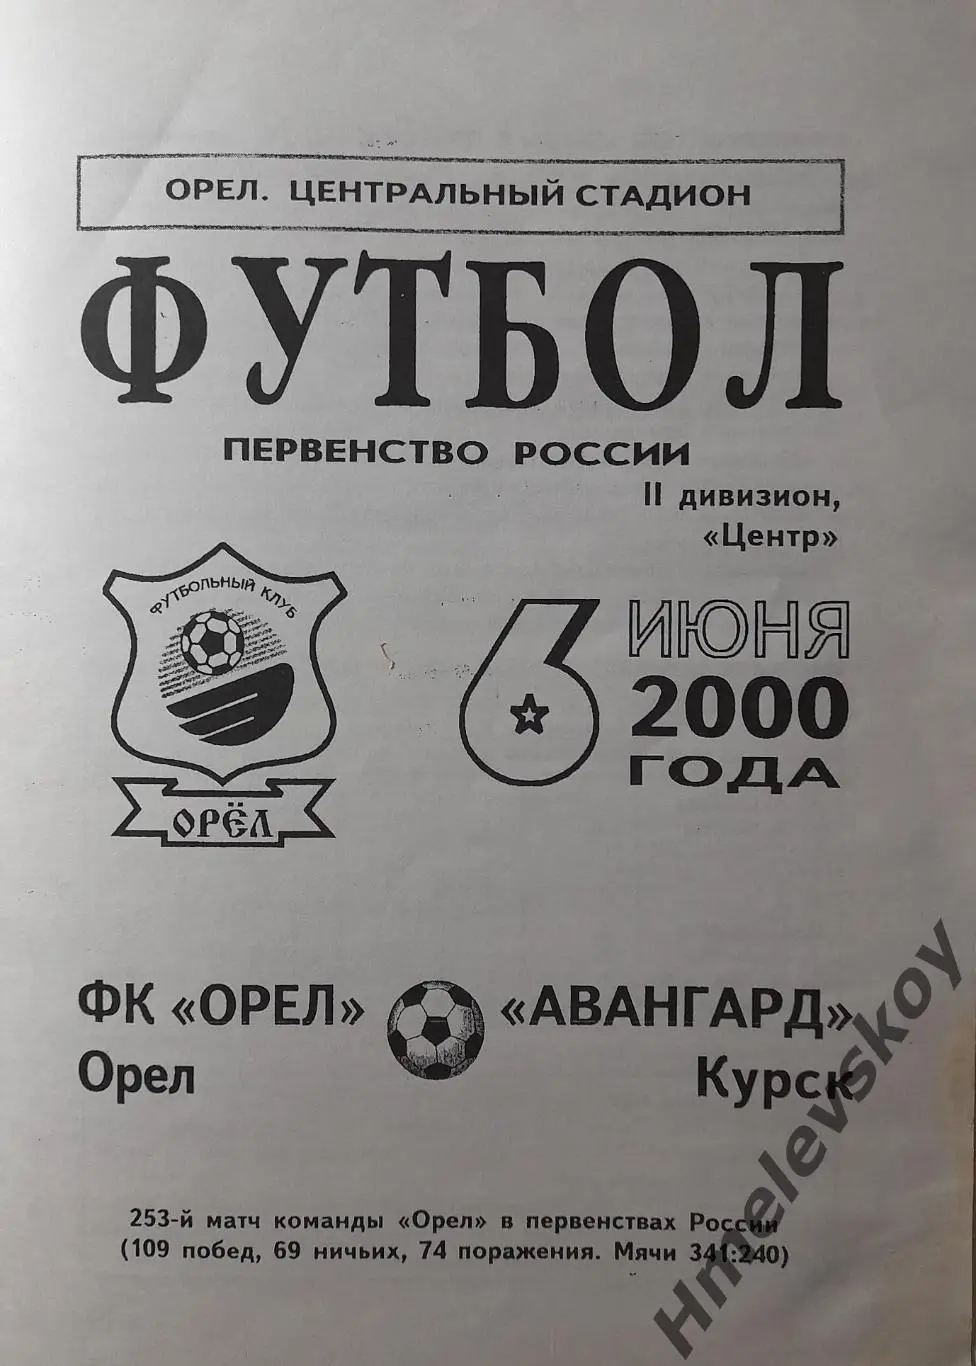 ОРЕЛ. ЦЕНТРАЛЬНЫЙ СТАДИОН
ФУТБОЛ
ПЕРВЕНСТВО РОССИИ
II дивизион,
«Центр»
ФУТБОЛЬНЫЙ КЛУБ
ОРЁЛ
6 ИЮНЯ
2000
ГОДА
ФК «ОРЕЛ» «АВАНГАРД»
Орел Курск
253-й матч команды «Орел» в первенствах России
(109 побед, 69 ничьих, 74 поражения. Мячи 341:240)
Hmelevskoy